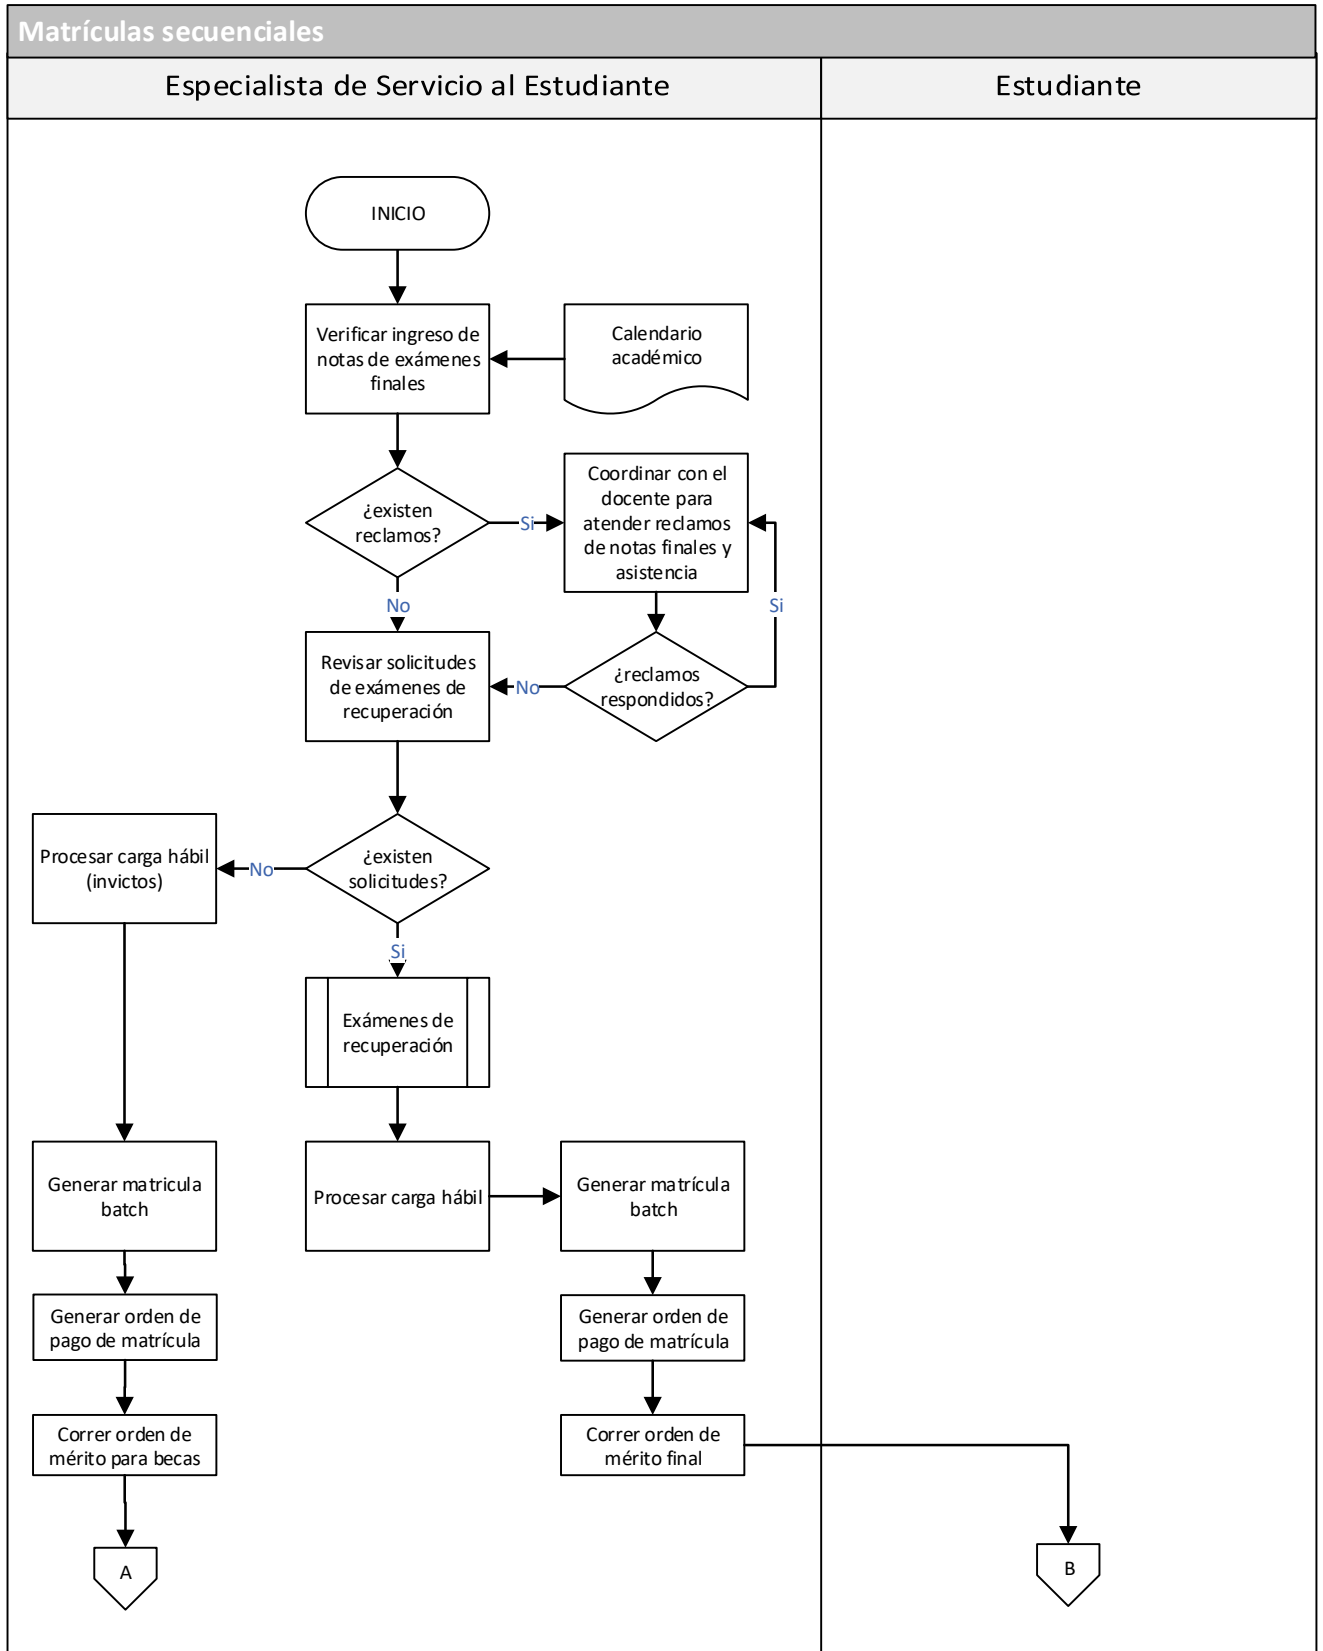 Matrículas secuenciales
Especialista de Servicio al Estudiante
Estudiante
INICIO
Verificar ingreso de
notas de exámenes
finales
Calendario
académico
¿existen
reclamos?
Si
Coordinar con el
docente para
atender reclamos
de notas finales y
asistencia
No
Si
Revisar solicitudes
de exámenes de
recuperación
No
¿reclamos
respondidos?
Procesar carga hábil
(invictos)
No
¿existen
solicitudes?
Si
Exámenes de
recuperación
Generar matricula
batch
Procesar carga hábil
Generar matrícula
batch
Generar orden de
pago de matrícula
Generar orden de
pago de matrícula
Correr orden de
mérito para becas
Correr orden de
mérito final
A
B